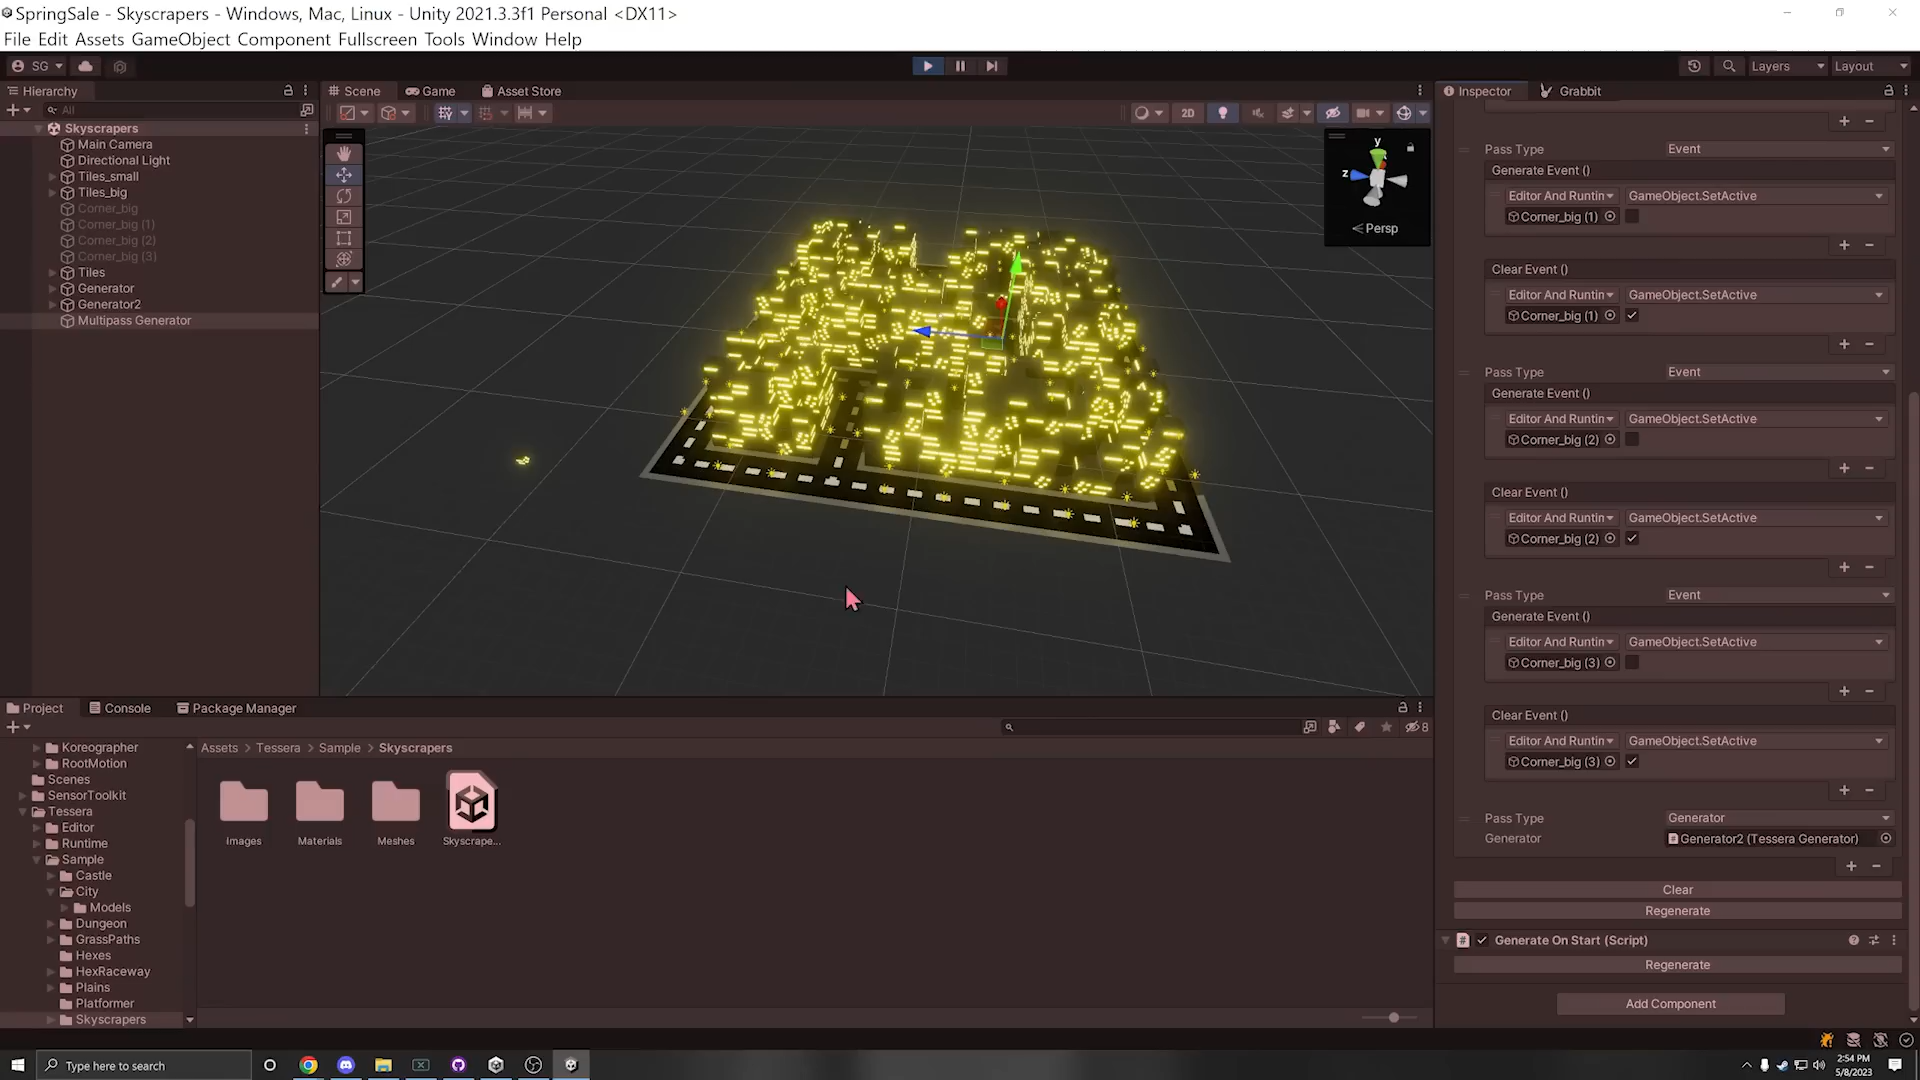 SpringSale - Skyscrapers - Windows, Mac, Linux - Unity 2021.3.3f1 Personal <DX11>
File Edit Assets GameObject Component Fullscreen Tools Window Help
SG
Layers
Layout
Hierarchy
All
Skyscrapers
Main Camera
Directional Light
Tiles_small
Tiles_big
Corner_big
Corner_big (1)
Corner_big (2)
Corner_big (3)
Tiles
Generator
Generator2
Multipass Generator
Scene
Game
Asset Store
2D
y
z
Persp
Inspector
Grabbit
Pass Type Event
Generate Event ()
Editor And Runtin GameObject.SetActive
Corner_big (1)
Clear Event ()
Editor And Runtin GameObject.SetActive
Corner_big (1)
Pass Type Event
Generate Event ()
Editor And Runtin GameObject.SetActive
Corner_big (2)
Clear Event ()
Editor And Runtin GameObject.SetActive
Corner_big (2)
Pass Type Event
Generate Event ()
Editor And Runtin GameObject.SetActive
Corner_big (3)
Clear Event ()
Editor And Runtin GameObject.SetActive
Corner_big (3)
Pass Type Generator
Generator Generator2 (Tessera Generator)
Clear
Regenerate
Generate On Start (Script)
Regenerate
Add Component
Project
Console
Package Manager
8
Koreographer
RootMotion
Scenes
SensorToolkit
Tessera
Editor
Runtime
Sample
Castle
City
Models
Dungeon
GrassPaths
Hexes
HexRaceway
Plains
Platformer
Skyscrapers
Assets > Tessera > Sample > Skyscrapers
Images
Materials
Meshes
Skyscrape...
Type here to search
2:54 PM
5/8/2023